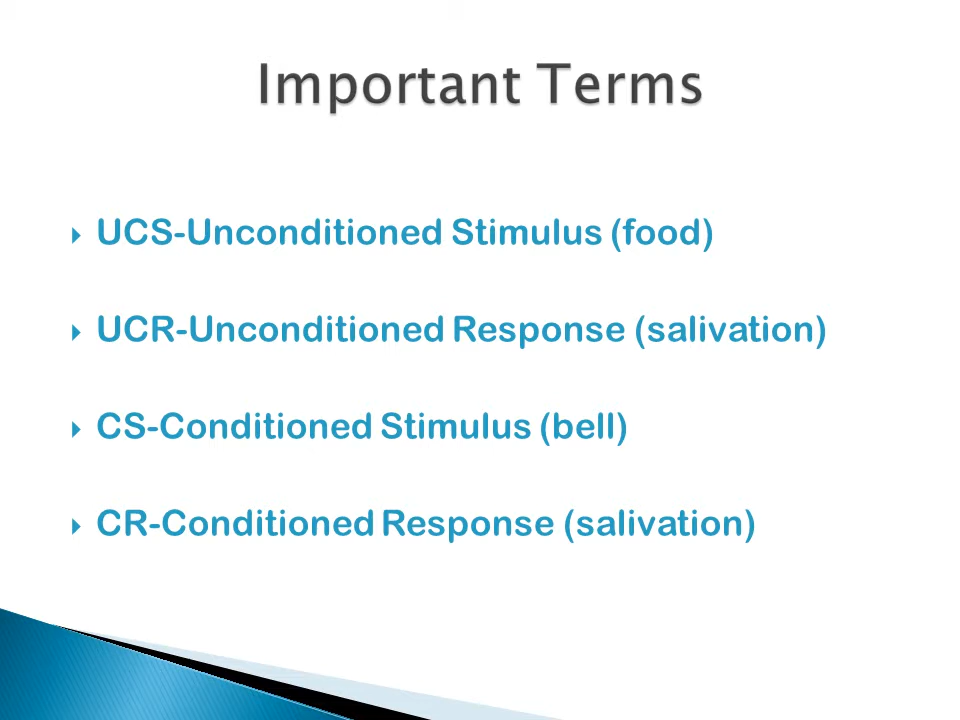 Important Terms
UCS-Unconditioned Stimulus (food)
UCR-Unconditioned Response (salivation)
CS-Conditioned Stimulus (bell)
CR-Conditioned Response (salivation)